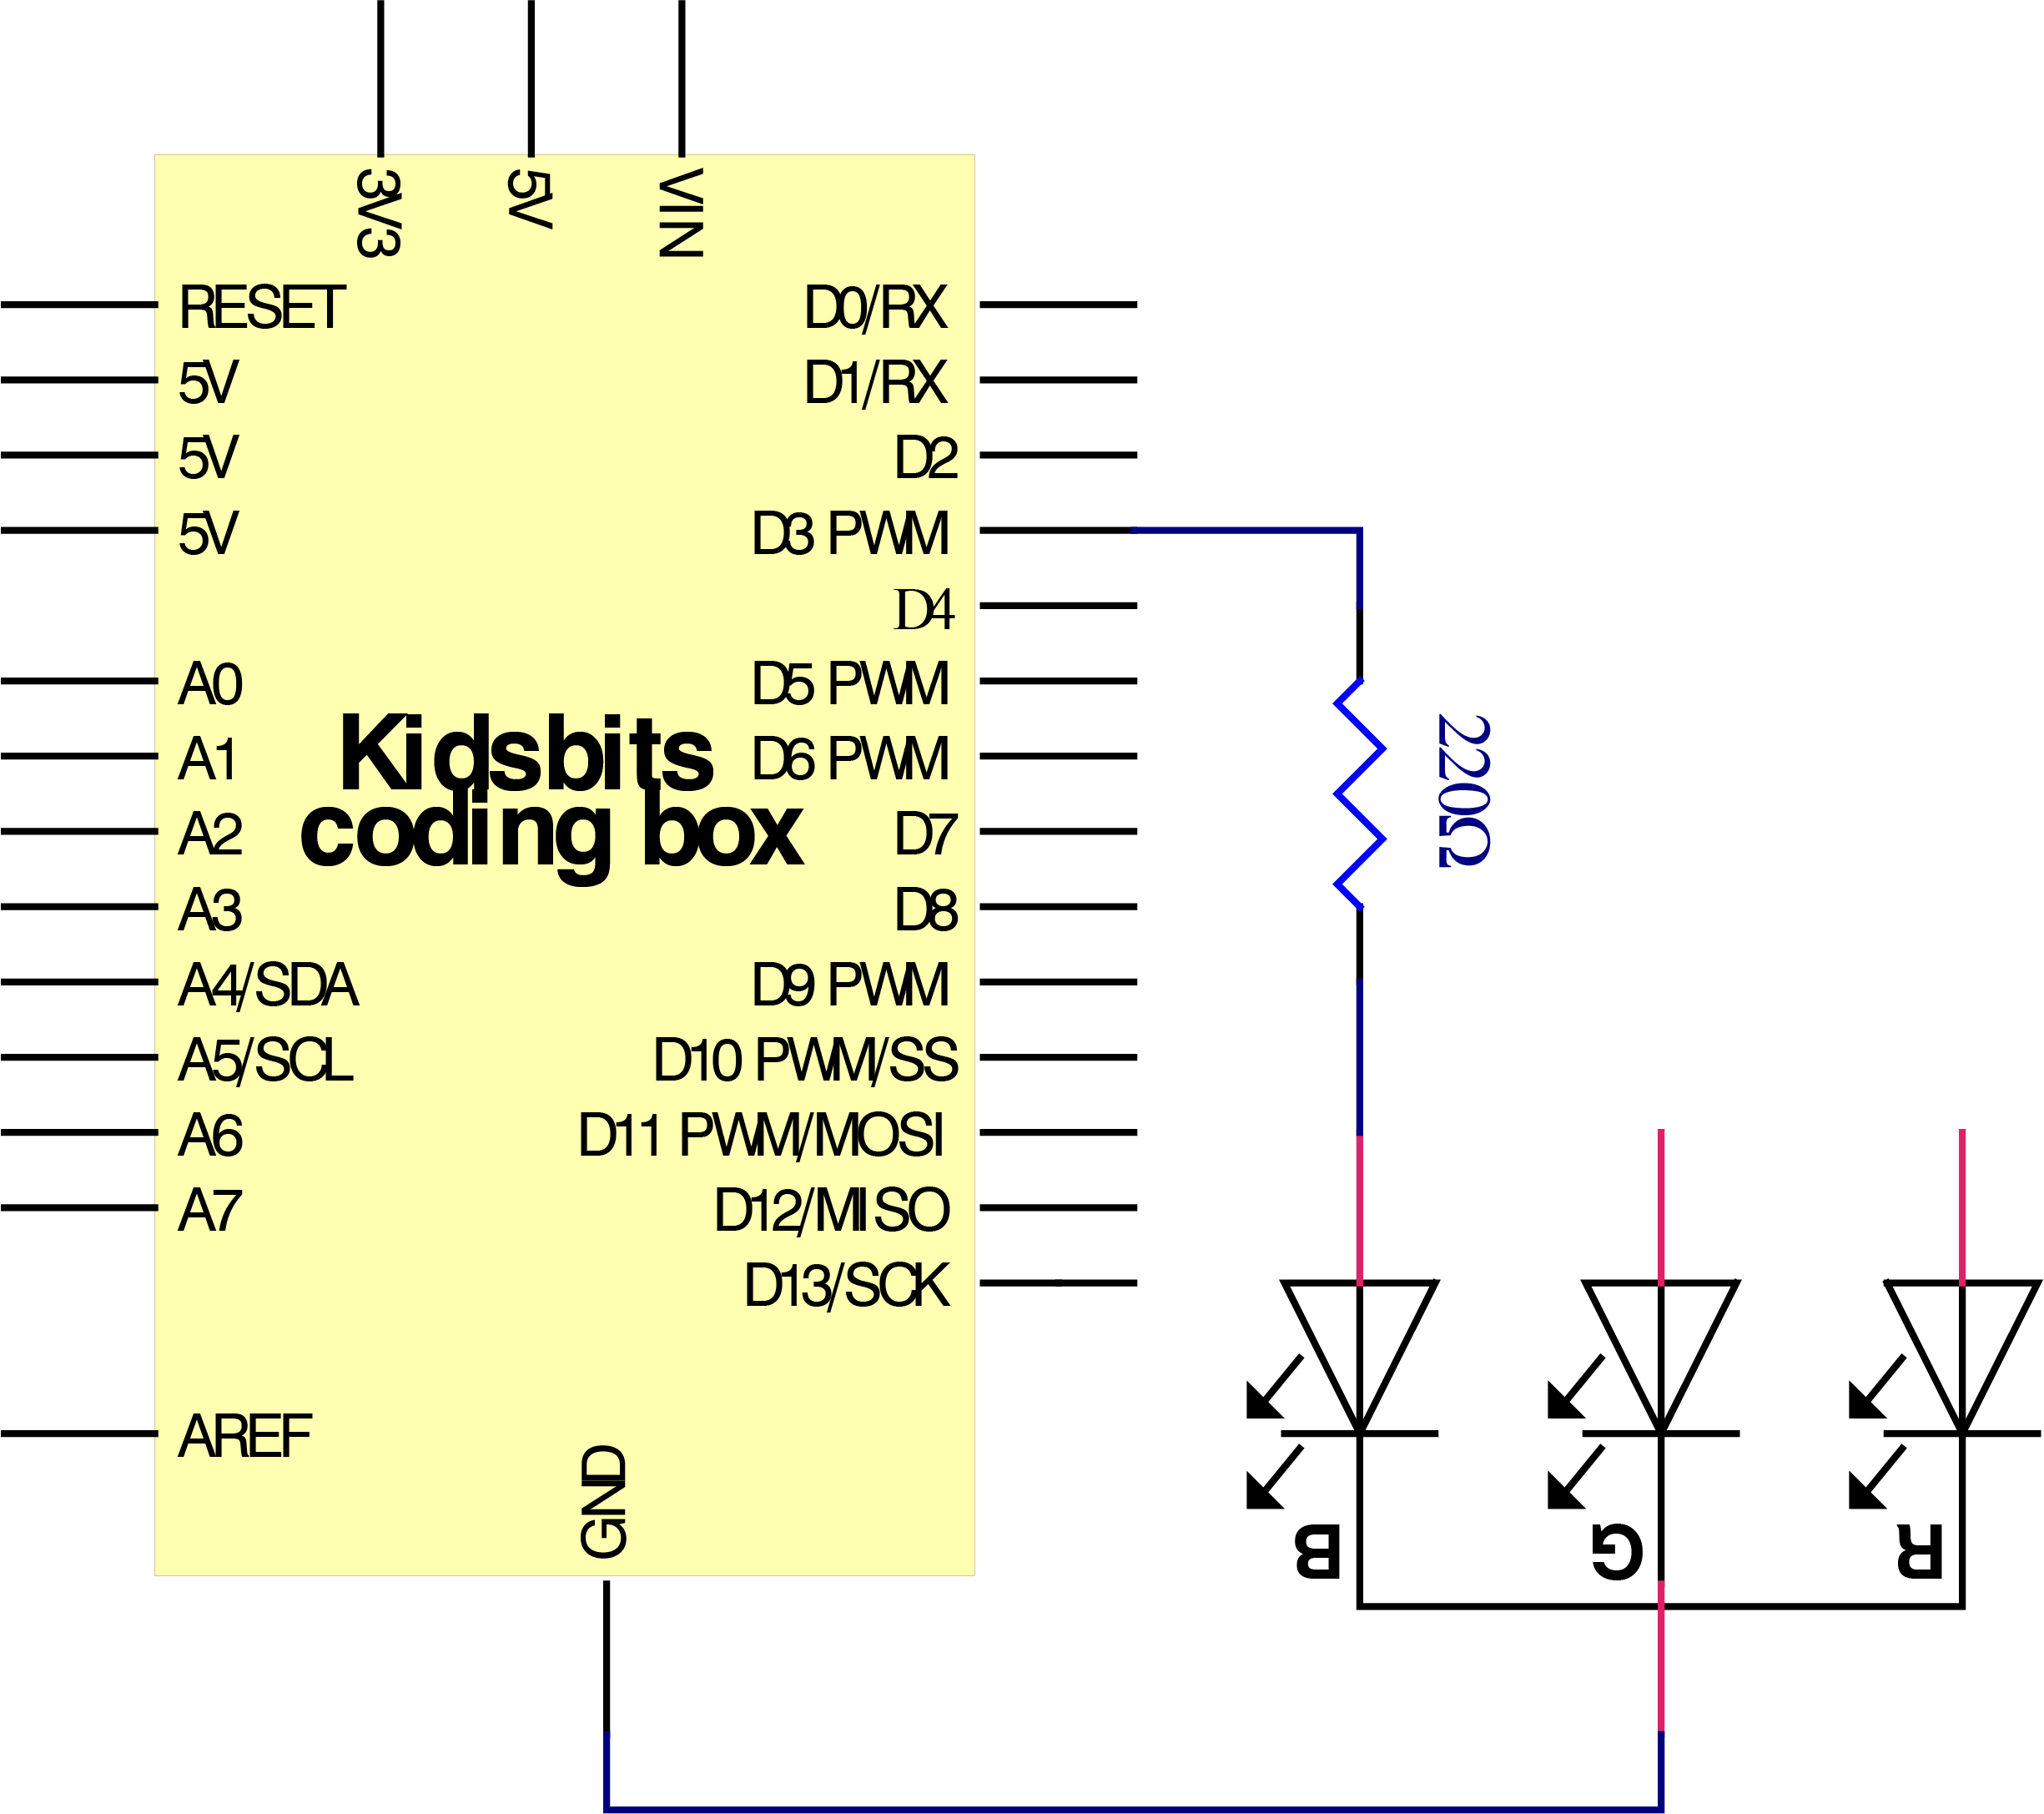 3V3
5V
VIN
RESET
5V
5V
5V
A0
A1
A2
A3
A4/SDA
A5/SCL
A6
A7
AREF
Kidsbits
coding box
D0/RX
D1/RX
D2
D3 PWM
D4
D5 PWM
D6 PWM
D7
D8
D9 PWM
D10 PWM/SS
D11 PWM/MOSI
D12/MISO
D13/SCK
GND
220Ω
B
G
R